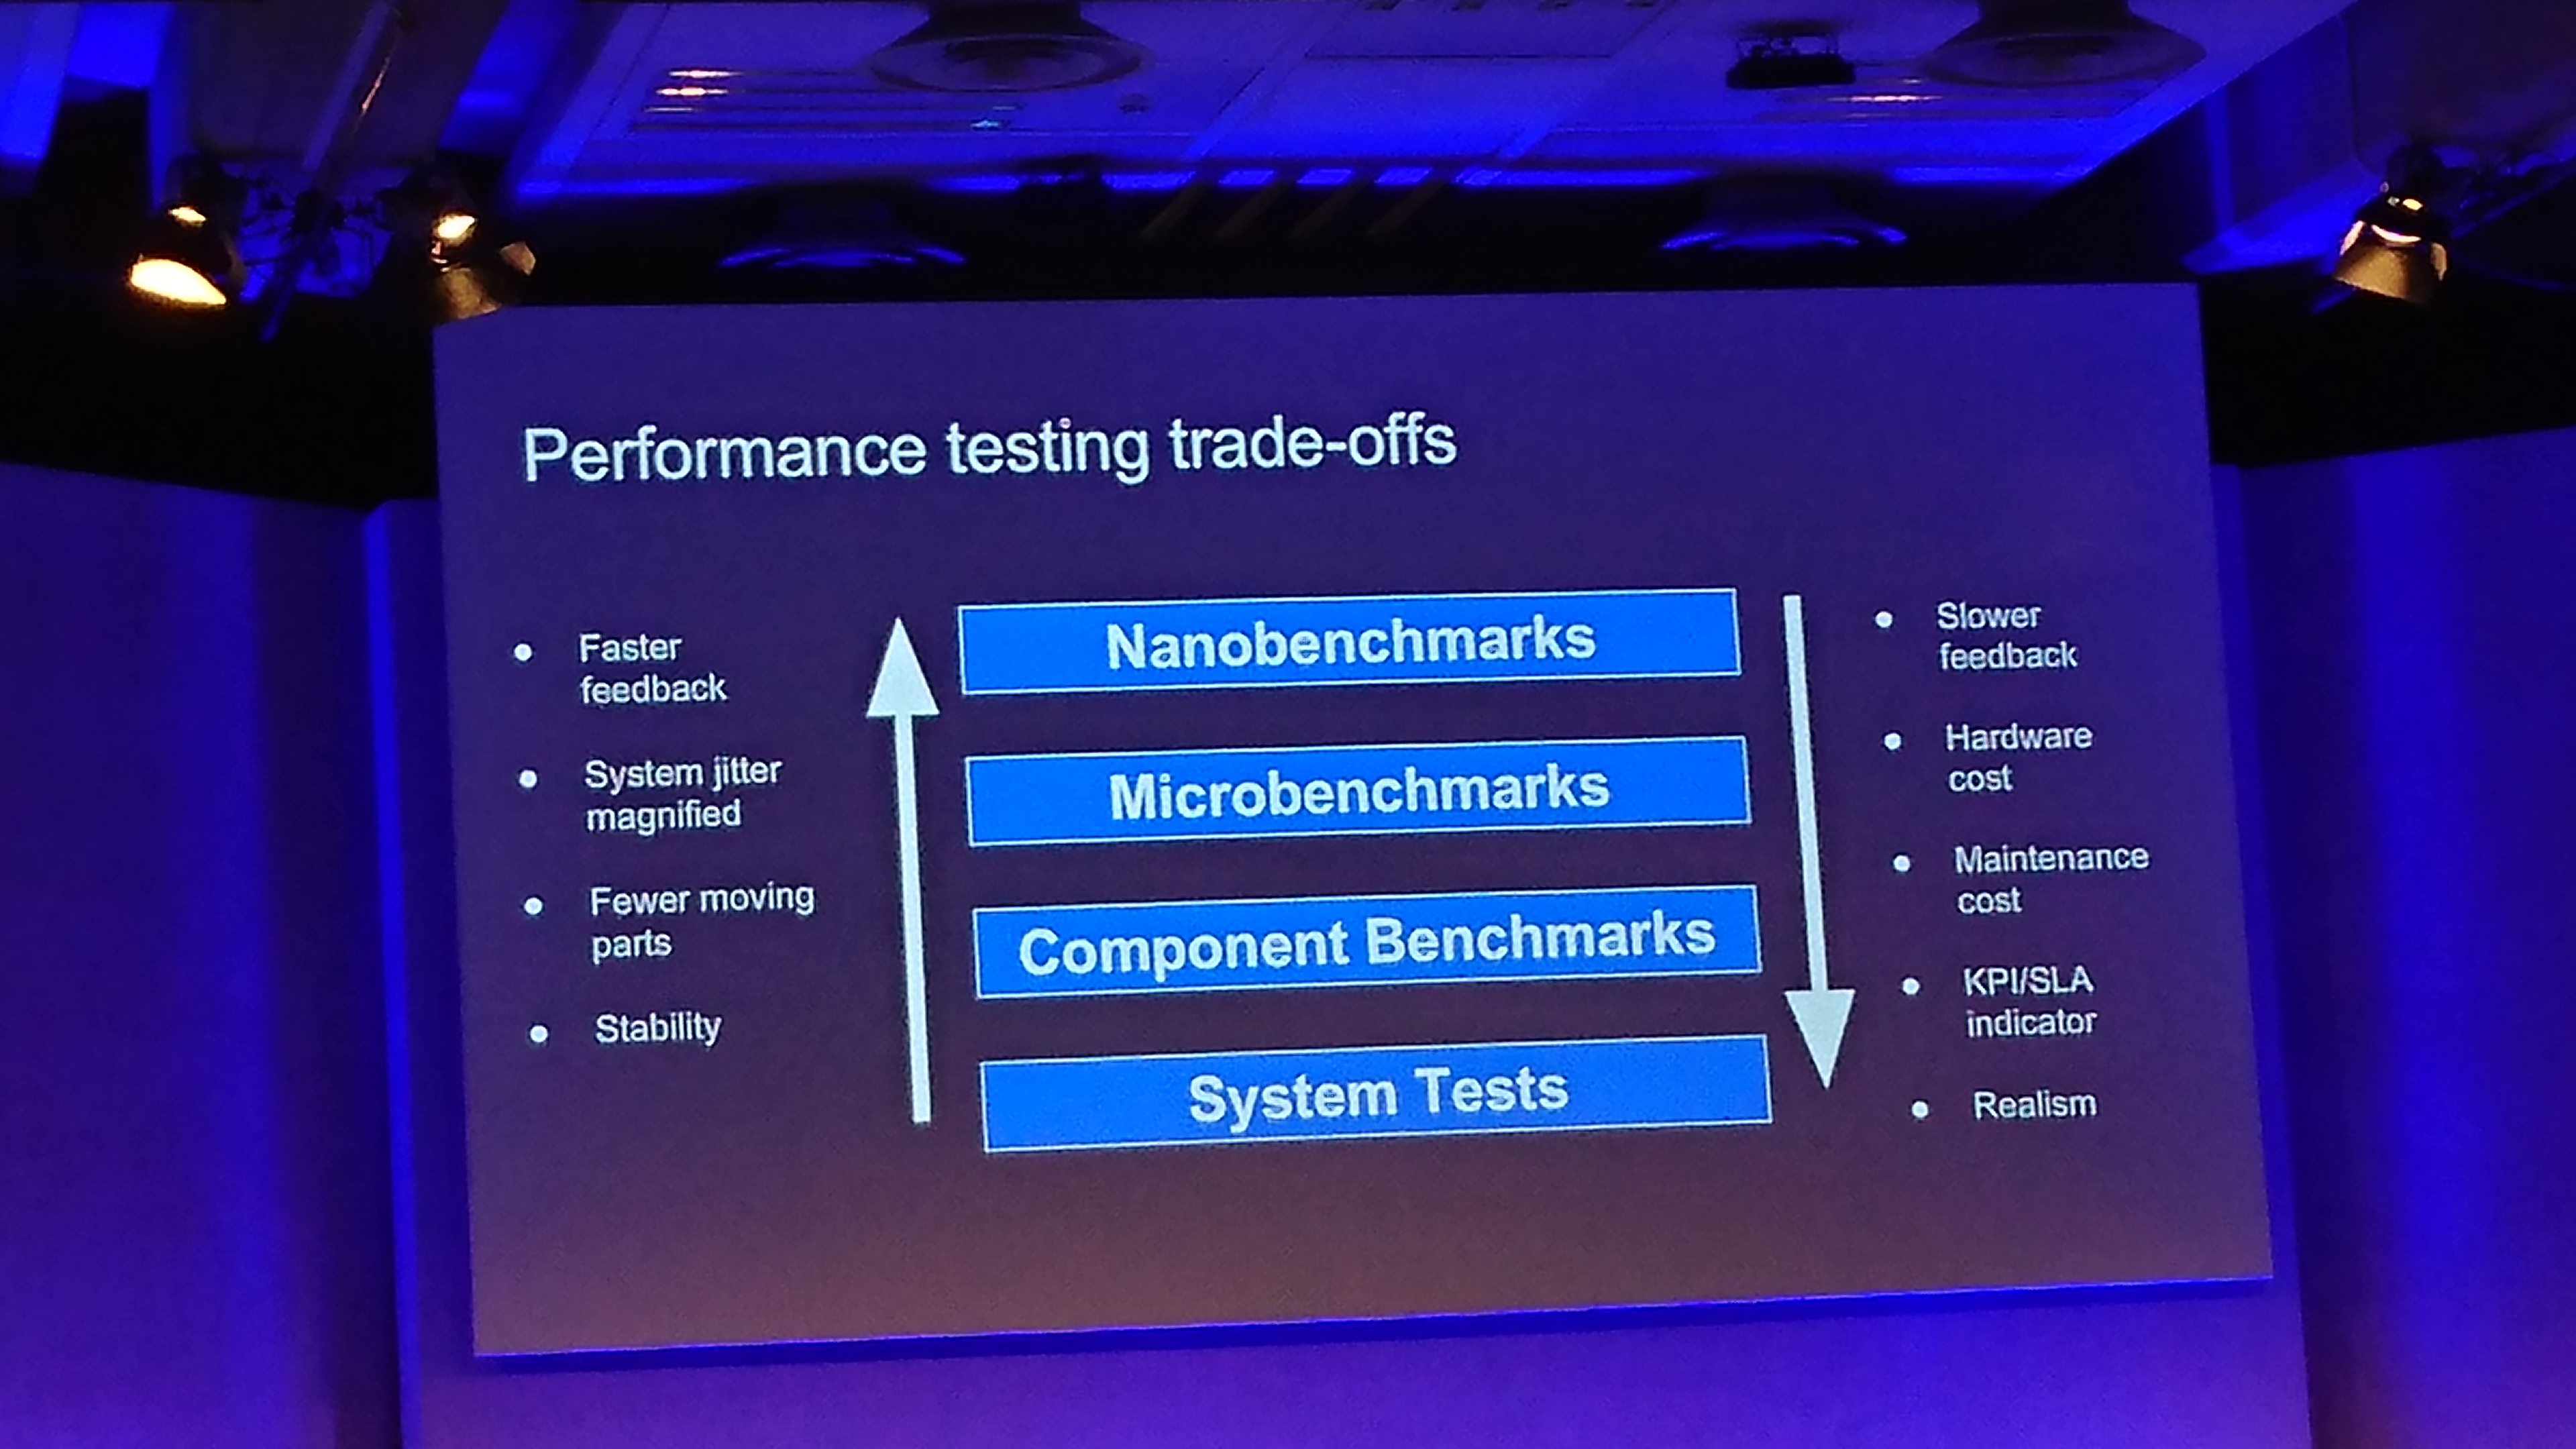 Performance testing trade-offs
Faster
feedback
System jitter
magnified
Fewer moving
parts
Stability
Nanobenchmarks
Microbenchmarks
Component Benchmarks
System Tests
Slower
feedback
Hardware
cost
Maintenance
cost
KPI/SLA
indicator
Realism